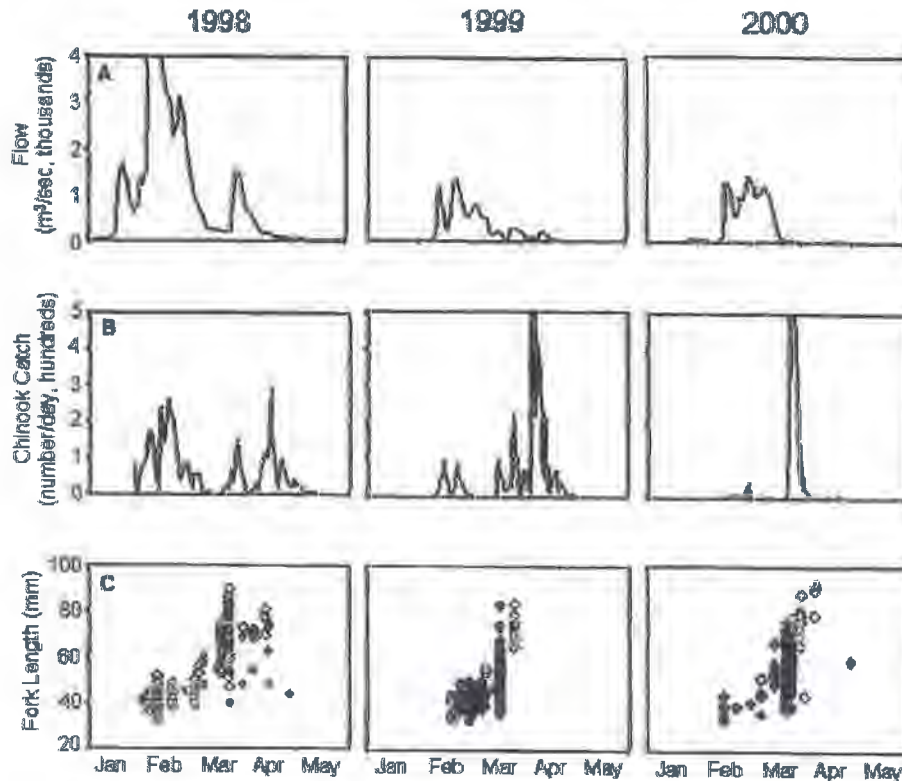 1998 1999 2000
A
Flow
(m³/sec, thousands)
4
3
2
1
0
B
Chinook Catch
(number/day, hundreds)
5
4
3
2
1
0
C
Fork Length (mm)
100
80
60
40
20
Jan Feb Mar Apr May Jan Feb Mar Apr May Jan Feb Mar Apr May